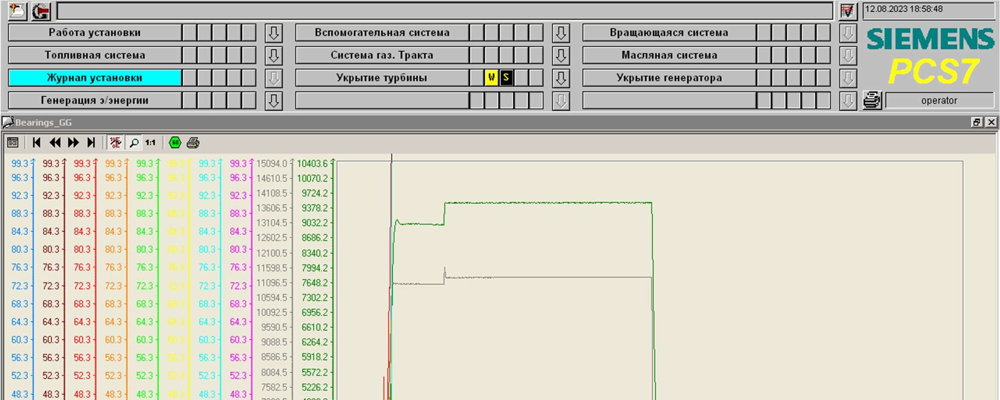 12.08.2023 18:58:48
Работа установки
Вспомогательная система
Вращающаяся система
SIEMENS
Топливная система
Система газ. Тракта
Масляная система
PCS7
Журнал установки
Укрытие турбины
W
S
Укрытие генератора
Генерация э/энергии
operator
Bearings_GG
1:1
99.3 99.3 99.3 99.3 99.3 99.3 99.3 99.3 15094.0 10403.6
96.3 96.3 96.3 96.3 96.3 96.3 96.3 96.3 14610.5 10070.2
92.3 92.3 92.3 92.3 92.3 92.3 92.3 92.3 14108.5 9724.2
88.3 88.3 88.3 88.3 88.3 88.3 88.3 88.3 13606.5 9378.2
84.3 84.3 84.3 84.3 84.3 84.3 84.3 84.3 13104.5 9032.2
80.3 80.3 80.3 80.3 80.3 80.3 80.3 80.3 12602.5 8686.2
76.3 76.3 76.3 76.3 76.3 76.3 76.3 76.3 12100.5 8340.2
72.3 72.3 72.3 72.3 72.3 72.3 72.3 72.3 11598.5 7994.2
68.3 68.3 68.3 68.3 68.3 68.3 68.3 68.3 11096.5 7648.2
64.3 64.3 64.3 64.3 64.3 64.3 64.3 64.3 10594.5 7302.2
60.3 60.3 60.3 60.3 60.3 60.3 60.3 60.3 10092.5 6956.2
56.3 56.3 56.3 56.3 56.3 56.3 56.3 56.3 9590.5 6610.2
52.3 52.3 52.3 52.3 52.3 52.3 52.3 52.3 9088.5 6264.2
48.3 48.3 48.3 48.3 48.3 48.3 48.3 48.3 8586.5 5918.2
8084.5 5572.2
7582.5 5226.2